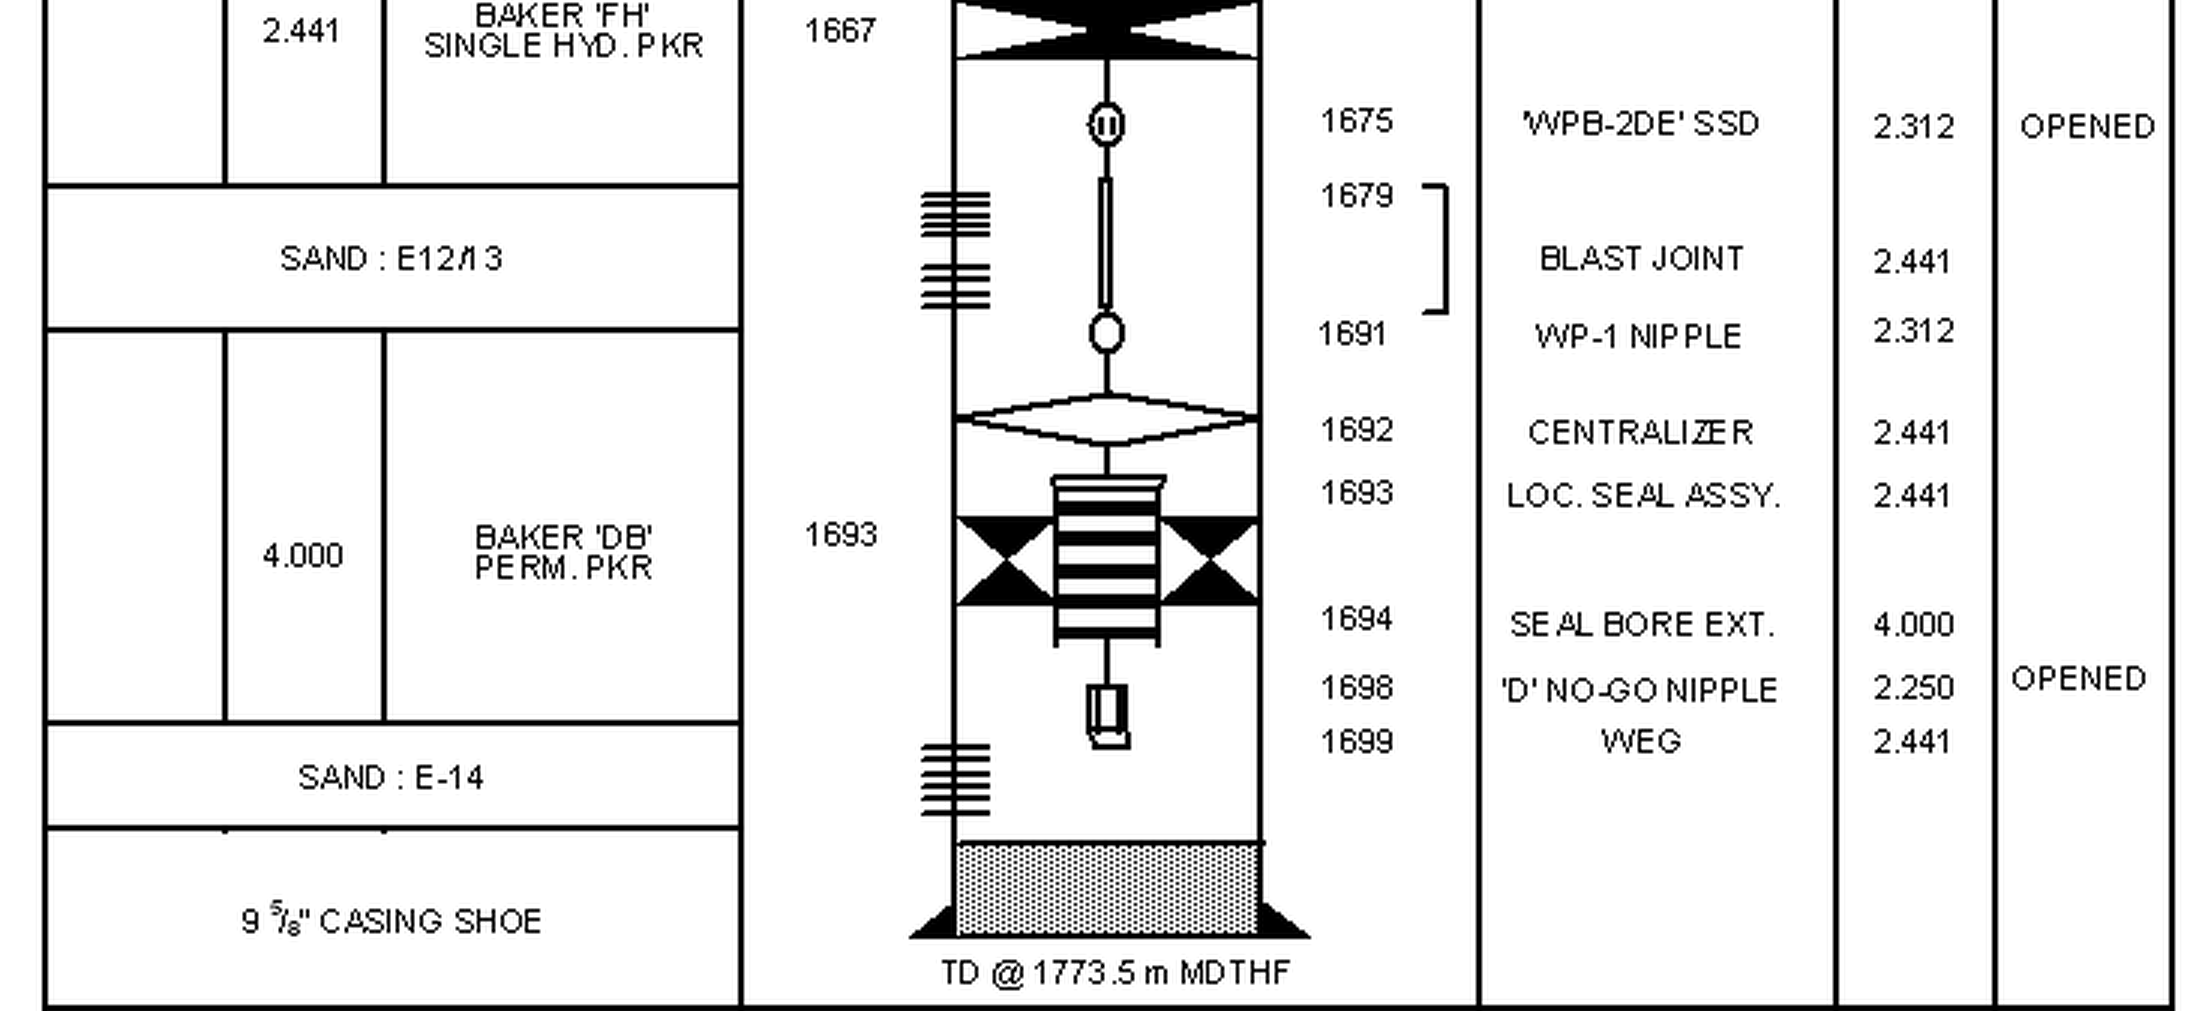 2.441
BAKER 'FH'
SINGLE HYD. PKR
1667
1675
'WPB-2DE' SSD
2.312
OPENED
1679
SAND : E12/13
BLAST JOINT
2.441
1691
WP-1 NIPPLE
2.312
1692
CENTRALIZER
2.441
1693
LOC. SEAL ASSY.
2.441
4.000
BAKER 'DB'
PERM. PKR
1693
1694
SEAL BORE EXT.
4.000
1698
'D' NO-GO NIPPLE
2.250
OPENED
1699
WEG
2.441
SAND : E-14
9 5/8" CASING SHOE
TD @ 1773.5 m MDTHF